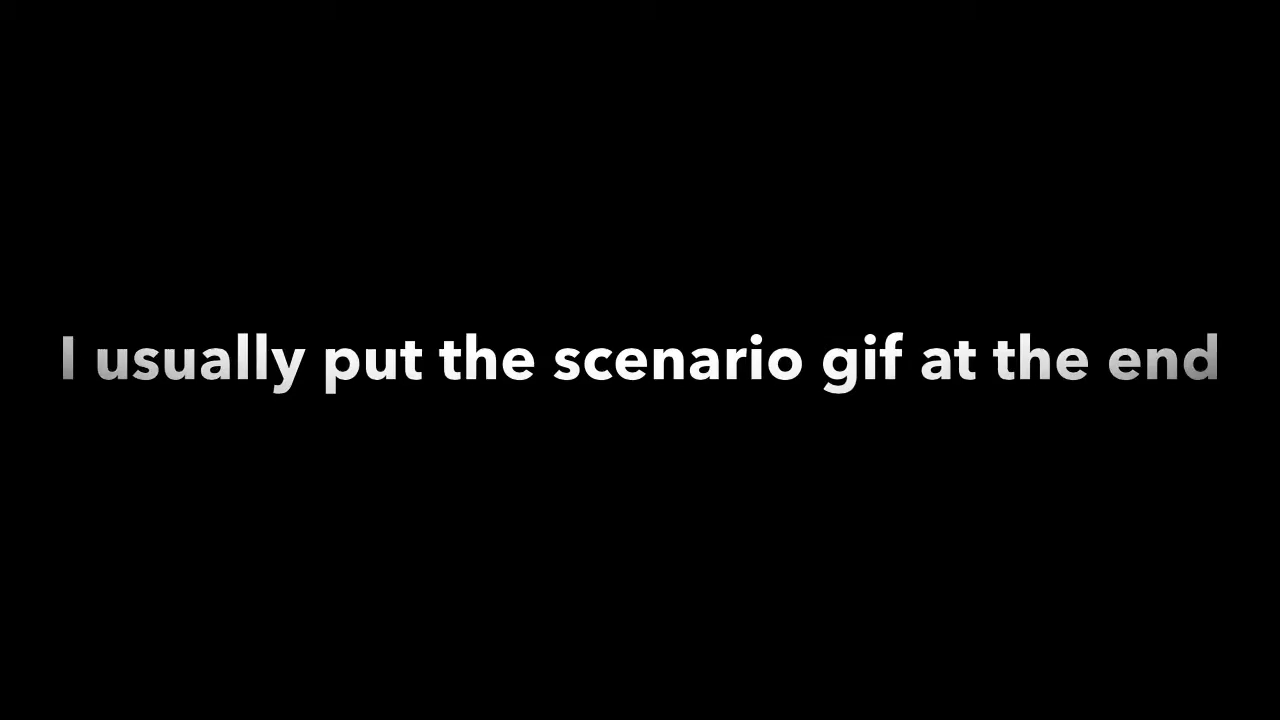 I usually put the scenario gif at the end